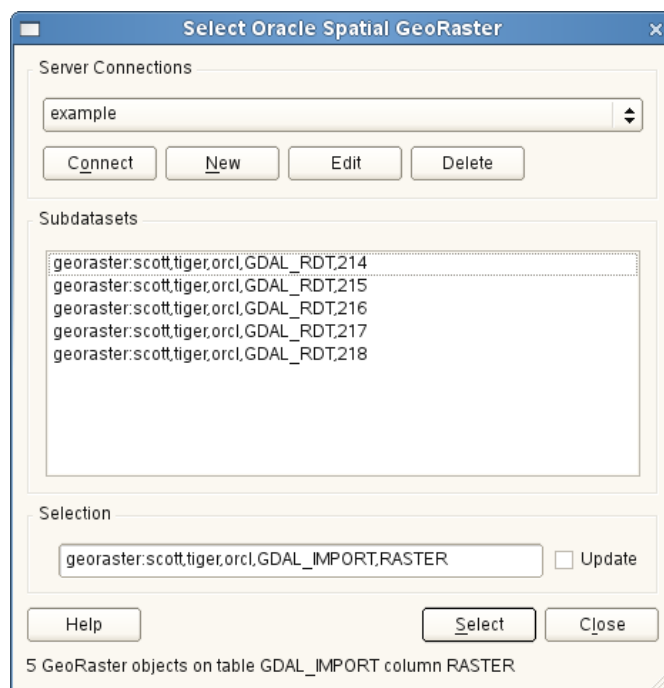 Select Oracle Spatial GeoRaster
Server Connections
example
Connect New Edit Delete
Subdatasets
georaster:scott,tiger,orcl,GDAL_RDT,214
georaster:scott,tiger,orcl,GDAL_RDT,215
georaster:scott,tiger,orcl,GDAL_RDT,216
georaster:scott,tiger,orcl,GDAL_RDT,217
georaster:scott,tiger,orcl,GDAL_RDT,218
Selection
georaster:scott,tiger,orcl,GDAL_IMPORT,RASTER Update
Help Select Close
5 GeoRaster objects on table GDAL_IMPORT column RASTER